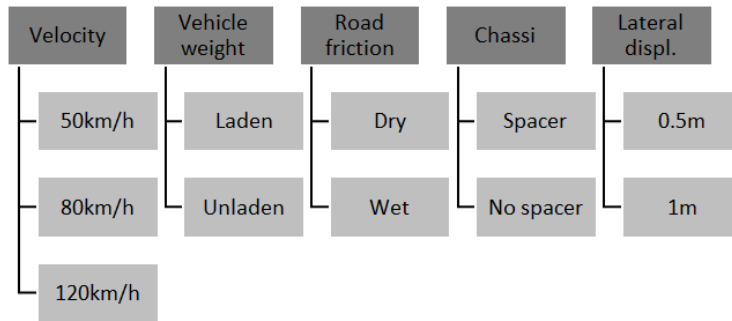 Velocity
50km/h
80km/h
120km/h
Vehicle
weight
Laden
Unladen
Road
friction
Dry
Wet
Chassi
Spacer
No spacer
Lateral
displ.
0.5m
1m